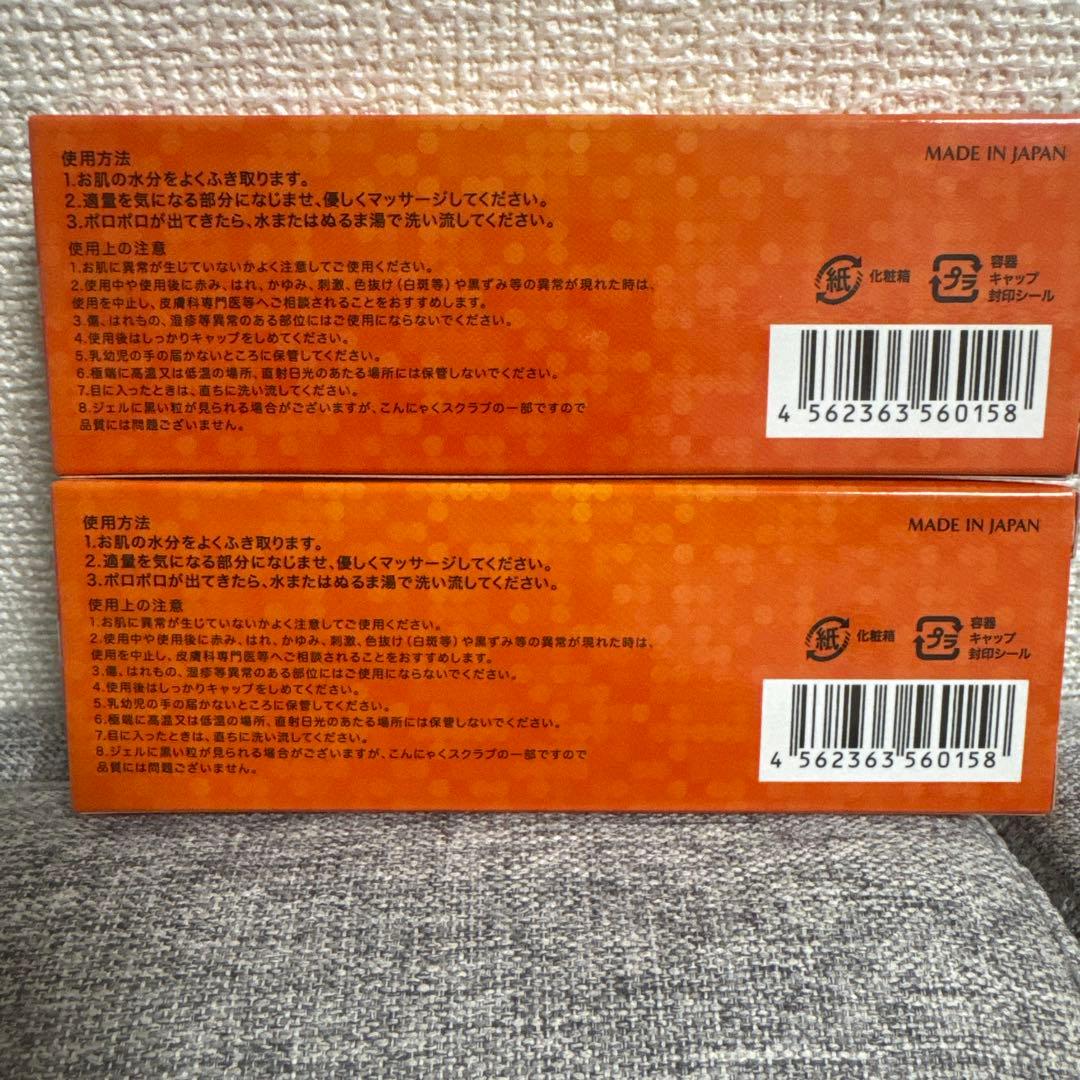 使用方法
1.お肌の水分をよくふき取ります。
2.適量を気になる部分になじませ、優しくマッサージしてください。
3.ポロポロが出てきたら、水またはぬるま湯で洗い流してください。
使用上の注意
1.お肌に異常が生じていないかよく注意してご使用ください。
2.使用中や使用後に赤み、はれ、かゆみ、刺激、色抜け(白斑等)や黒ずみ等の異常が現れた時は、
使用を中止し、皮膚科専門医等へご相談されることをおすすめします。
3.傷、はれもの、湿疹等異常のある部位にはご使用にならないでください。
4.使用後はしっかりキャップをしめてください。
5.乳幼児の手の届かないところに保管してください。
6.極端に高温又は低温の場所、直射日光のあたる場所には保管しないでください。
7.目に入ったときは、直ちに洗い流してください。
8.ジェルに黒い粒が見られる場合がございますが、こんにゃくスクラブの一部ですので
品質には問題ございません。
MADE IN JAPAN
紙 化粧箱
プラ 容器
キャップ
封印シール
4 562363 560158
使用方法
1.お肌の水分をよくふき取ります。
2.適量を気になる部分になじませ、優しくマッサージしてください。
3.ポロポロが出てきたら、水またはぬるま湯で洗い流してください。
使用上の注意
1.お肌に異常が生じていないかよく注意してご使用ください。
2.使用中や使用後に赤み、はれ、かゆみ、刺激、色抜け(白斑等)や黒ずみ等の異常が現れた時は、
使用を中止し、皮膚科専門医等へご相談されることをおすすめします。
3.傷、はれもの、湿疹等異常のある部位にはご使用にならないでください。
4.使用後はしっかりキャップをしめてください。
5.乳幼児の手の届かないところに保管してください。
6.極端に高温又は低温の場所、直射日光のあたる場所には保管しないでください。
7.目に入ったときは、直ちに洗い流してください。
8.ジェルに黒い粒が見られる場合がございますが、こんにゃくスクラブの一部ですので
品質には問題ございません。
MADE IN JAPAN
紙 化粧箱
プラ 容器
キャップ
封印シール
4 562363 560158